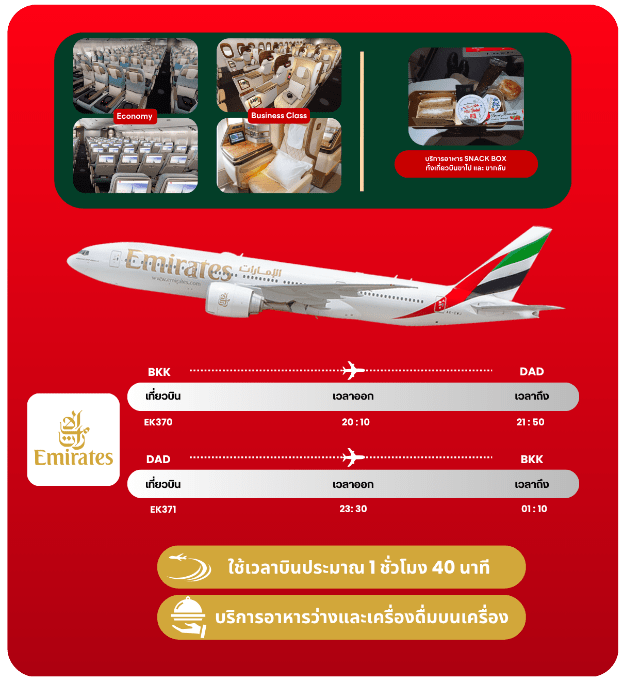 Economy
Business Class
บริการอาหาร SNACK BOX
ทั้งเที่ยวบินขาไป และ ขากลับ
Emirates الإمارات
BKK
DAD
เที่ยวบิน เวลาออก เวลาถึง
EK370 20 : 10 21 : 50
Emirates
DAD
BKK
เที่ยวบิน เวลาออก เวลาถึง
EK371 23: 30 01 : 10
ใช้เวลาบินประมาณ 1 ชั่วโมง 40 นาที
บริการอาหารว่างและเครื่องดื่มบนเครื่อง